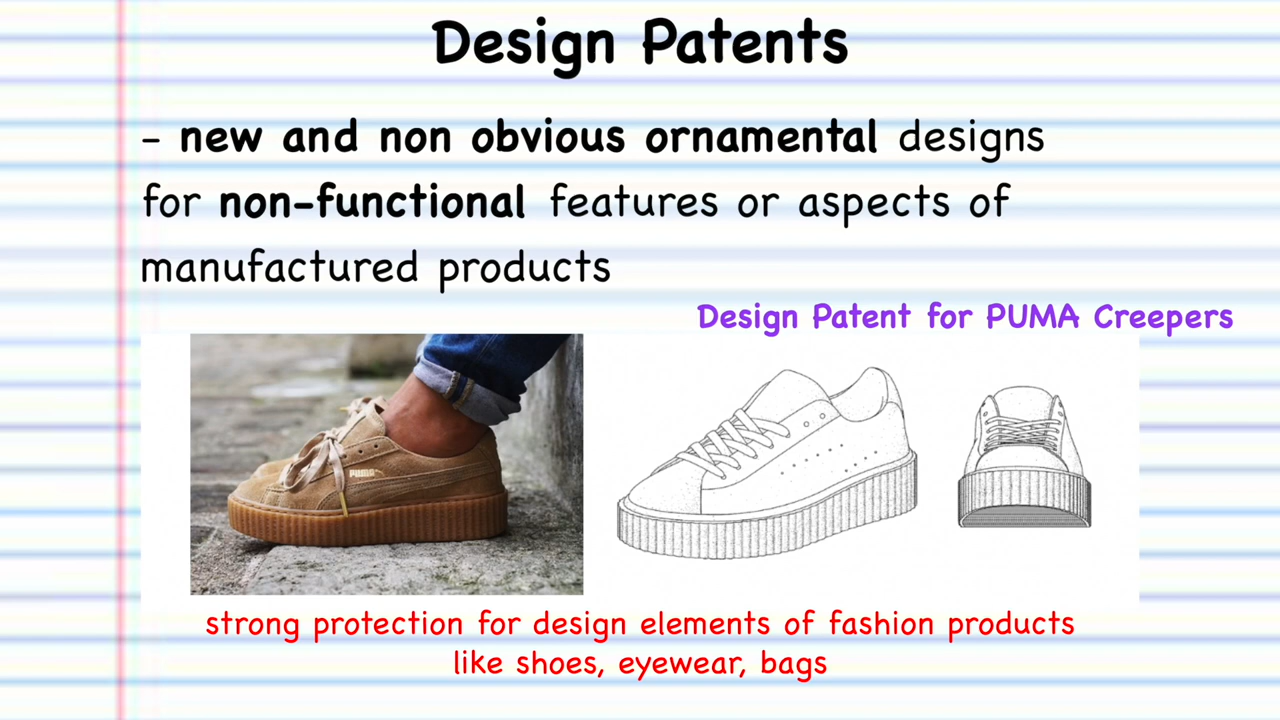 Design Patents
- new and non obvious ornamental designs
for non-functional features or aspects of
manufactured products
Design Patent for PUMA Creepers
PUMA
strong protection for design elements of fashion products
like shoes, eyewear, bags